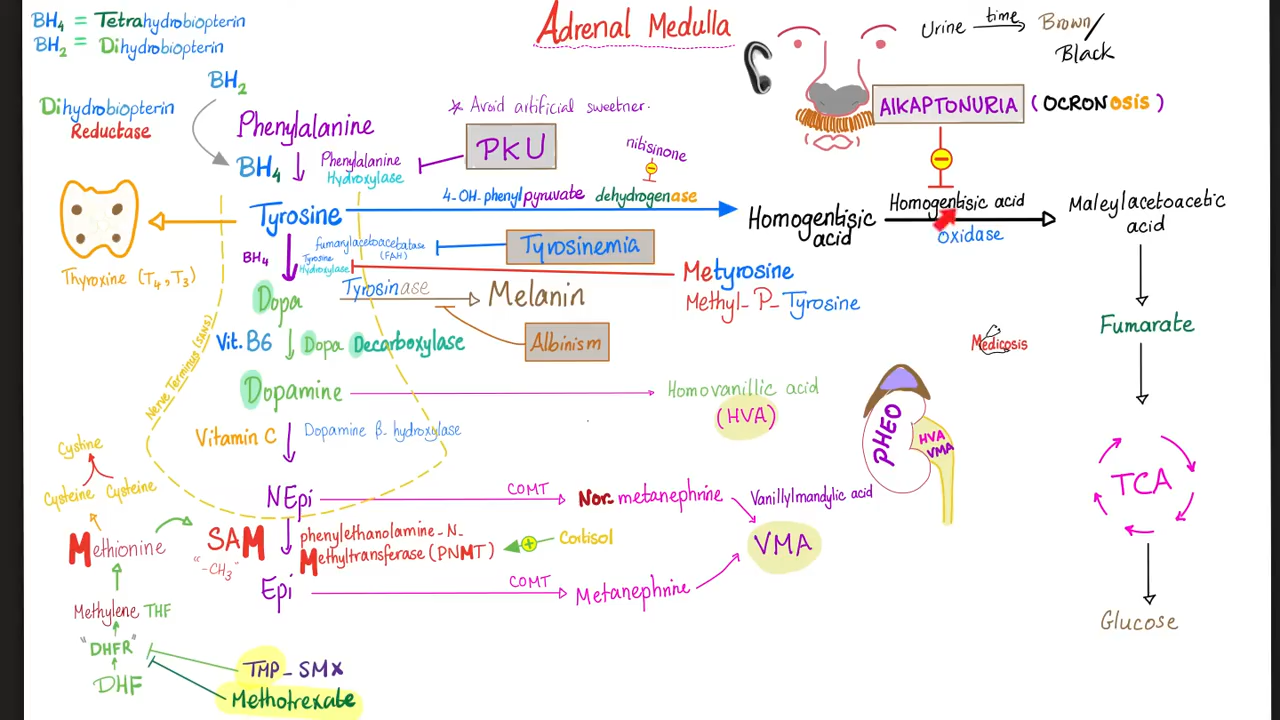 BH4 = Tetrahydrobiopterin
BH2 = Dihydrobiopterin
Adrenal Medulla
Urine time Brown/
Black
BH2
Dihydrobiopterin
Reductase
Phenylalanine
* Avoid artificial sweetner.
AlKAPTONURIA (OCRONOSIS)
BH4
Phenylalanine
Hydroxylase
PKU
nitisinone
4-OH-phenylpyruvate dehydrogenase
Tyrosine
Homogentisic
acid
Homogentisic acid
Oxidase
Maleylacetoacetic
acid
Thyroxine (T4, T3)
BH4
fumarylacetoacetatase
(FAH)
Tyrosine
Hydroxylase
Tyrosinemia
Metyrosine
Methyl-P-Tyrosine
Dopa
Tyrosinase
Melanin
Albinism
Medicosis
Fumarate
Vit. B6
Dopa Decarboxylase
Nerve Terminus (SANS)
Dopamine
Homovanillic acid
(HVA)
PHEO
HVA
VMA
Vitamin C
Dopamine β-hydroxylase
Cystine
Cysteine Cysteine
NEpi
COMT
Nor-metanephrine
Vanillylmandylic acid
VMA
TCA
Methionine
SAM
"-CH3"
phenylethanolamine-N-
Methyltransferase (PNMT)
+
Cortisol
Epi
COMT
Metanephrine
Glucose
Methylene THF
"DHFR"
DHF
TMP-SMX
Methotrexate